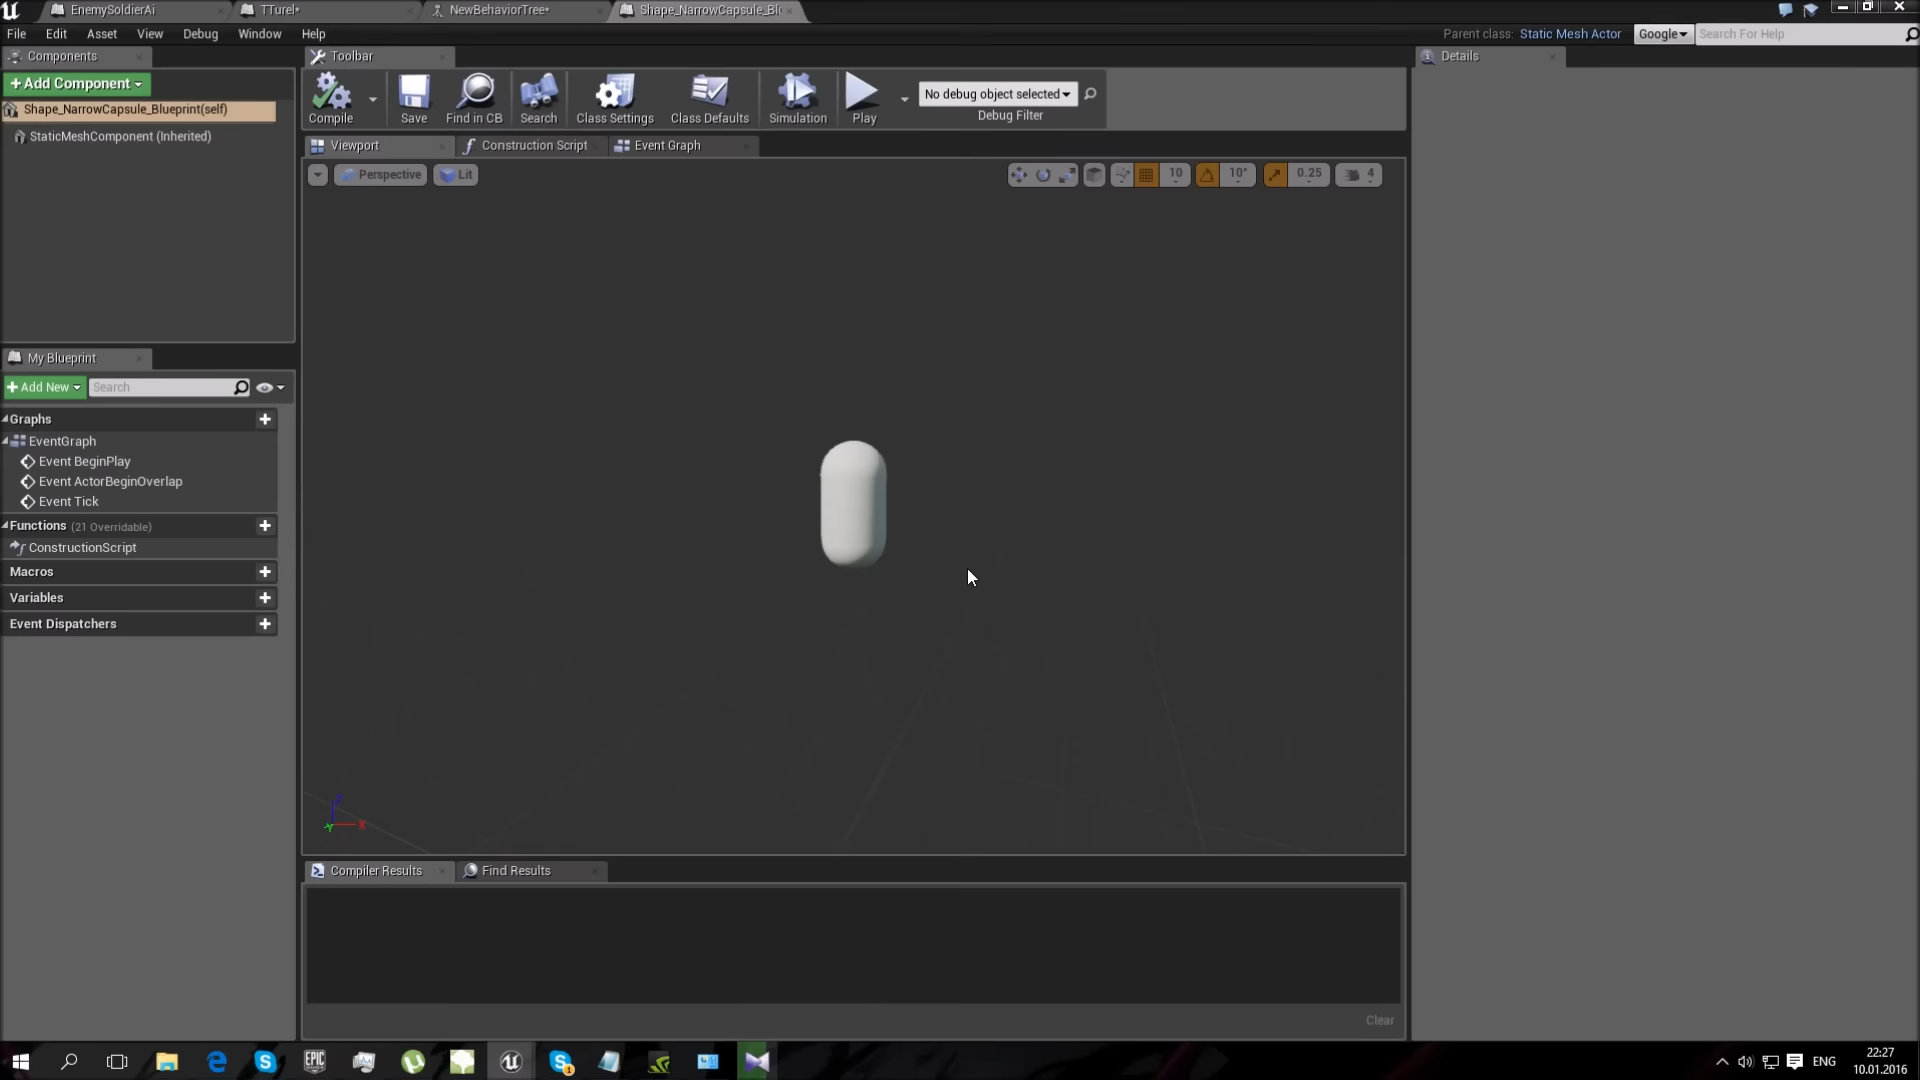 EnemySoldierAi
TTurel*
NewBehaviorTree*
Shape_NarrowCapsule_Bl
File Edit Asset View Debug Window Help
Parent class: Static Mesh Actor
Google
Search For Help
Components
Toolbar
Details
+Add Component
Shape_NarrowCapsule_Blueprint(self)
StaticMeshComponent (Inherited)
Compile
Save
Find in CB
Search
Class Settings
Class Defaults
Simulation
Play
No debug object selected
Debug Filter
Viewport
Construction Script
Event Graph
Perspective
Lit
10
10°
0.25
4
My Blueprint
+Add New
Search
Graphs
EventGraph
Event BeginPlay
Event ActorBeginOverlap
Event Tick
Functions (21 Overridable)
ConstructionScript
Macros
Variables
Event Dispatchers
Z
Y
X
Compiler Results
Find Results
Clear
EPIC
1
ENG
22:27
10.01.2016